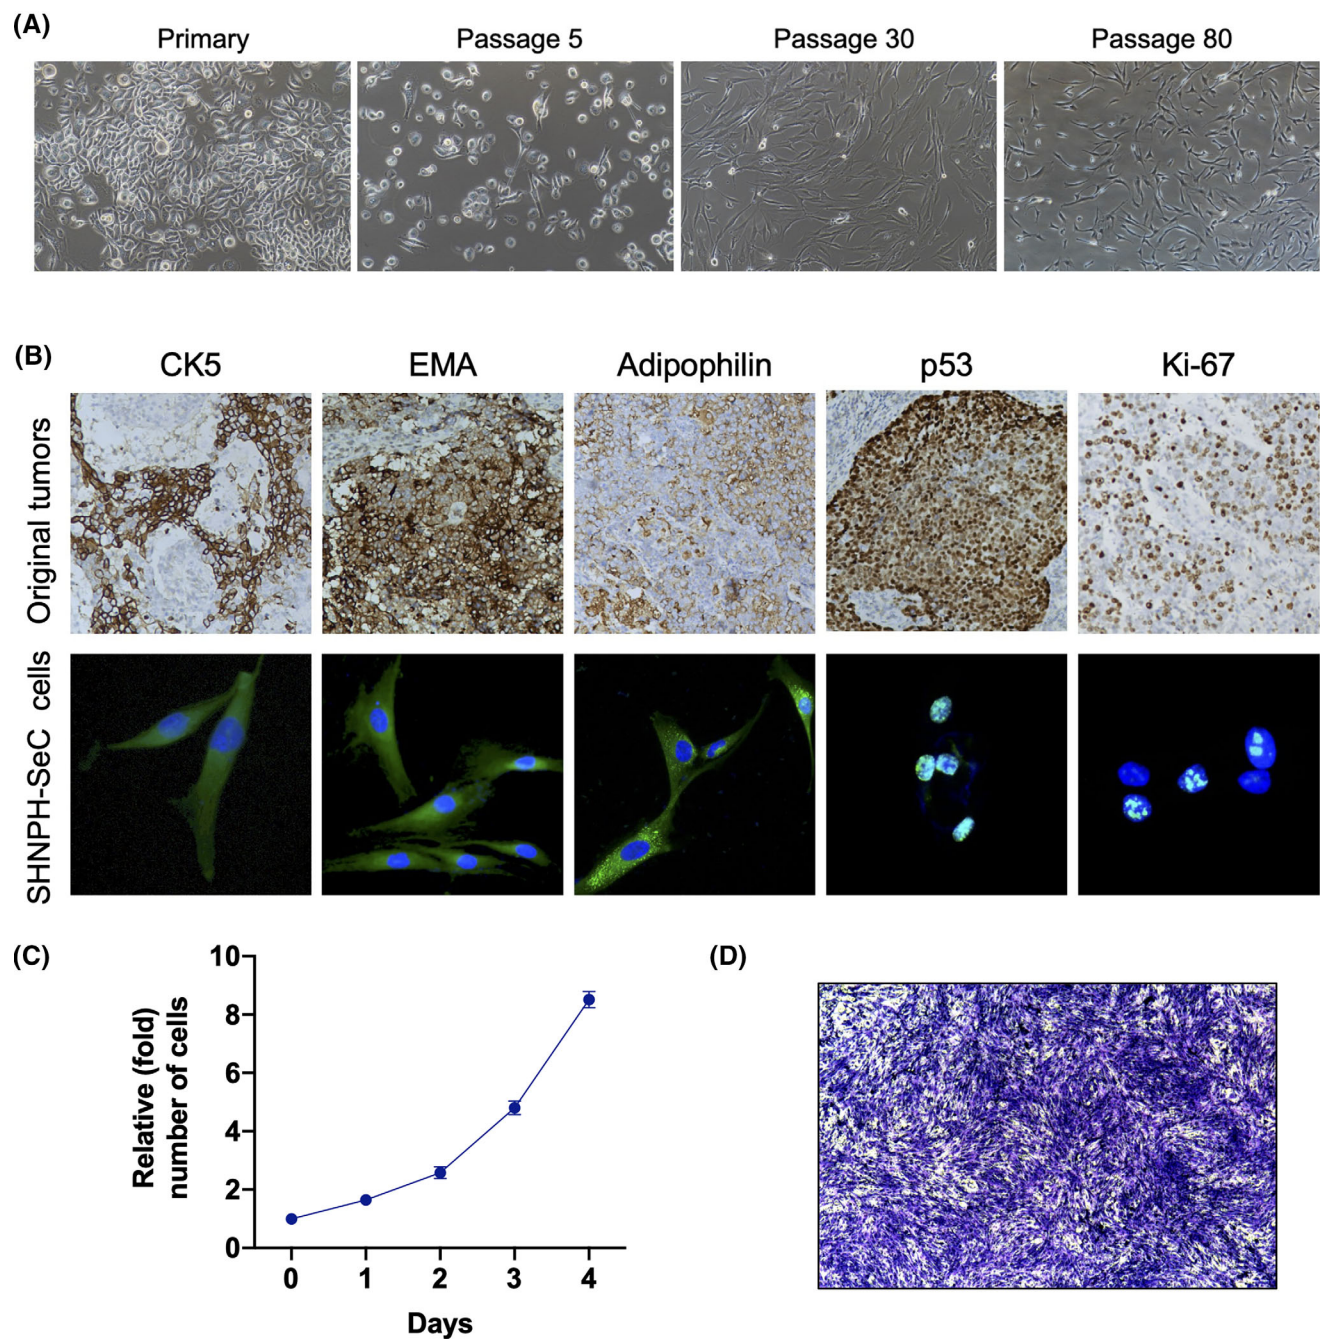 (A)
Primary
Passage 5
Passage 30
Passage 80
(B)
CK5
EMA
Adipophilin
p53
Ki-67
Original tumors
SHNPH-SeC cells
(C)
Relative (fold)
number of cells
10
8
6
4
2
0
0
1
2
3
4
Days
(D)